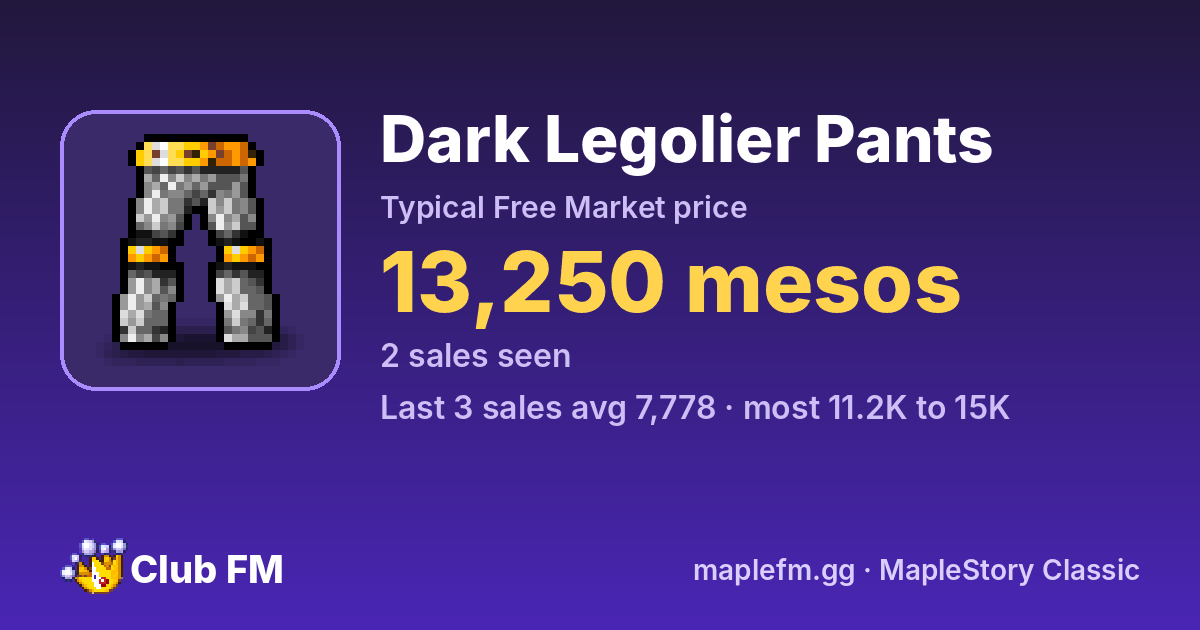 Dark Legolier Pants
Typical Free Market price
13,250 mesos
2 sales seen
Last 3 sales avg 7,778 · most 11.2K to 15K
Club FM
maplefm.gg · MapleStory Classic